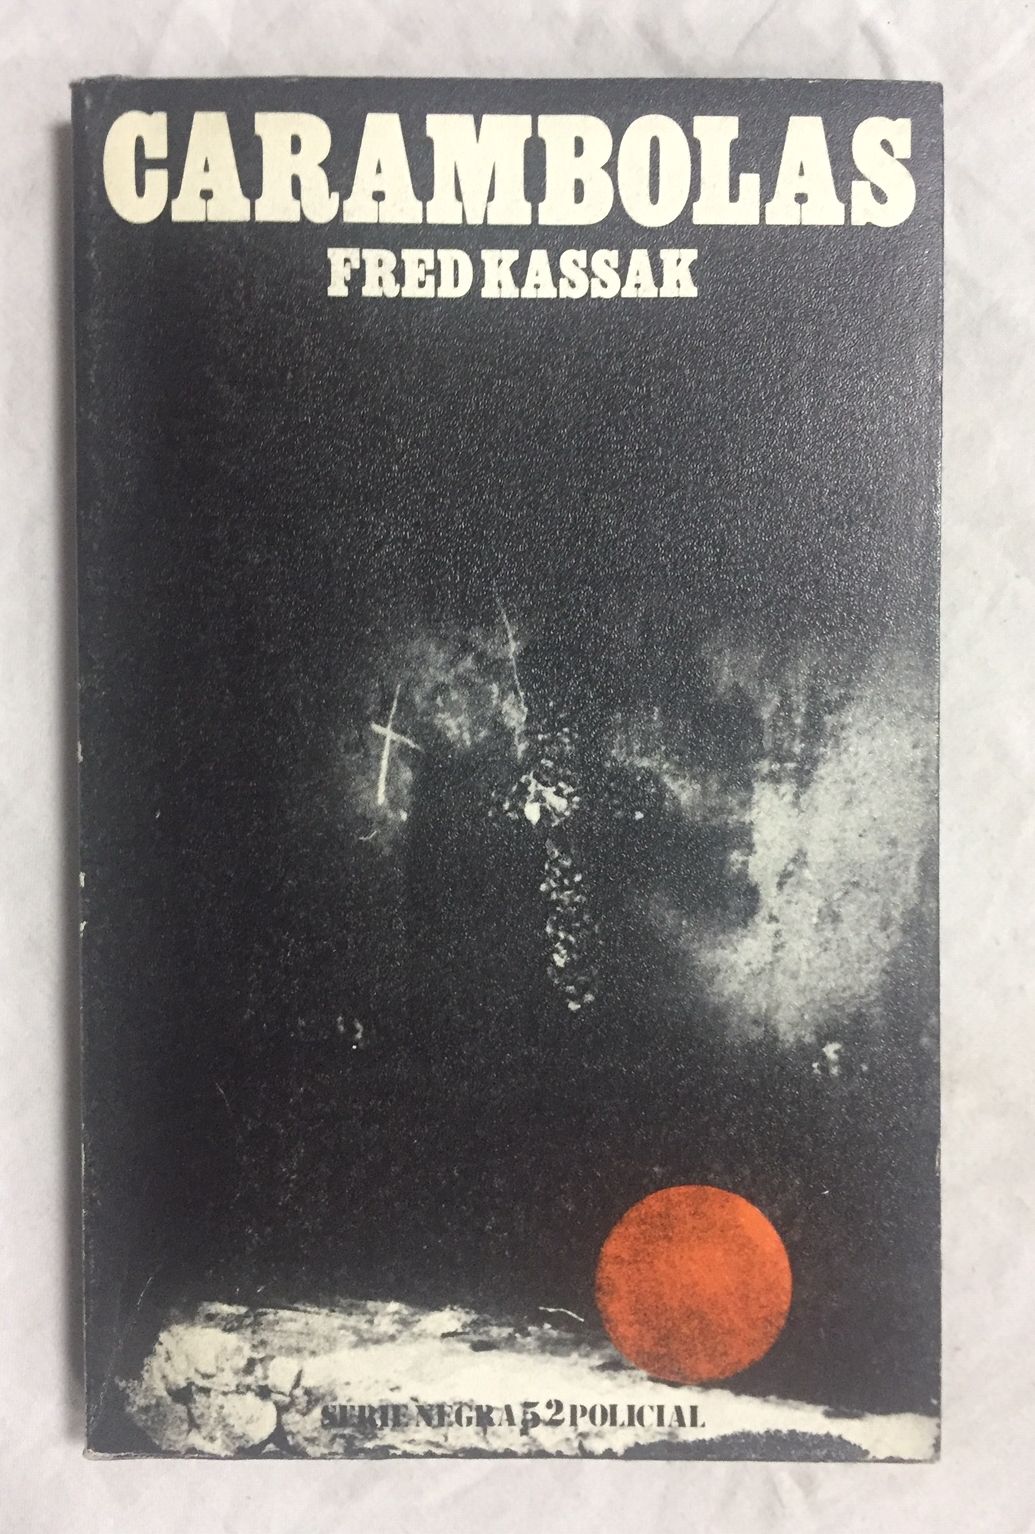 CARAMBOLAS
FRED KASSAK
SERIE NEGRA 52 POLICIAL